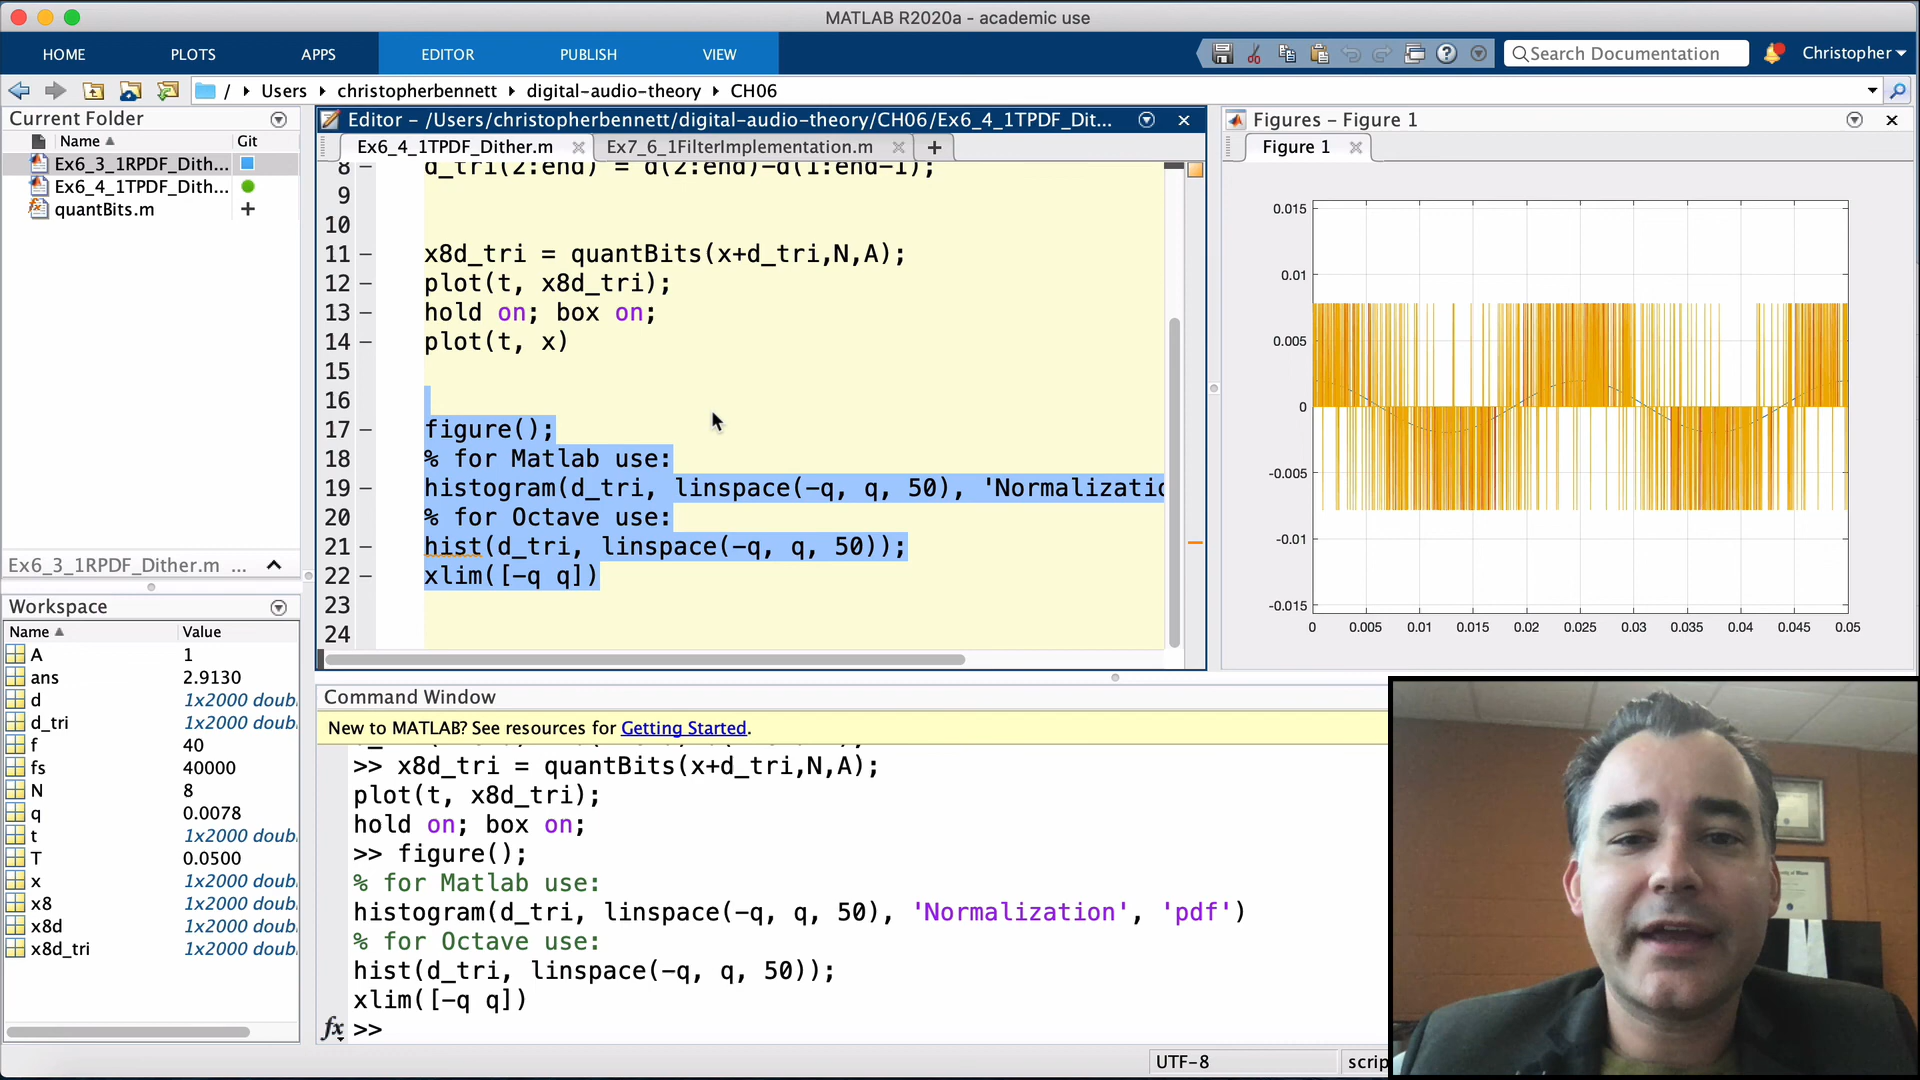 MATLAB R2020a - academic use
HOME PLOTS APPS EDITOR PUBLISH VIEW Search Documentation Christopher
/ Users christopherbennett digital-audio-theory CH06
Current Folder
Name Git
Ex6_3_1RPDF_Dith...
Ex6_4_1TPDF_Dith...
quantBits.m
Ex6_3_1RPDF_Dither.m ...
Workspace
Name Value
A 1
ans 2.9130
d 1x2000 doub
d_tri 1x2000 doub
f 40
fs 40000
N 8
q 0.0078
t 1x2000 doub
T 0.0500
x 1x2000 doub
x8 1x2000 doub
x8d 1x2000 doub
x8d_tri 1x2000 doub
Editor - /Users/christopherbennett/digital-audio-theory/CH06/Ex6_4_1TPDF_Dit...
Ex6_4_1TPDF_Dither.m Ex7_6_1FilterImplementation.m
8 d_tri(2:end) = d(2:end)-d(1:end-1);
9
10
11 x8d_tri = quantBits(x+d_tri,N,A);
12 plot(t, x8d_tri);
13 hold on; box on;
14 plot(t, x)
15
16
17 figure();
18 % for Matlab use:
19 histogram(d_tri, linspace(-q, q, 50), 'Normalizatio
20 % for Octave use:
21 hist(d_tri, linspace(-q, q, 50));
22 xlim([-q q])
23
24
Command Window
New to MATLAB? See resources for Getting Started.
>> x8d_tri = quantBits(x+d_tri,N,A);
plot(t, x8d_tri);
hold on; box on;
>> figure();
% for Matlab use:
histogram(d_tri, linspace(-q, q, 50), 'Normalization', 'pdf')
% for Octave use:
hist(d_tri, linspace(-q, q, 50));
xlim([-q q])
fx >>
UTF-8 scrip
Figures - Figure 1
Figure 1
0.015
0.01
0.005
0
-0.005
-0.01
-0.015
0 0.005 0.01 0.015 0.02 0.025 0.03 0.035 0.04 0.045 0.05